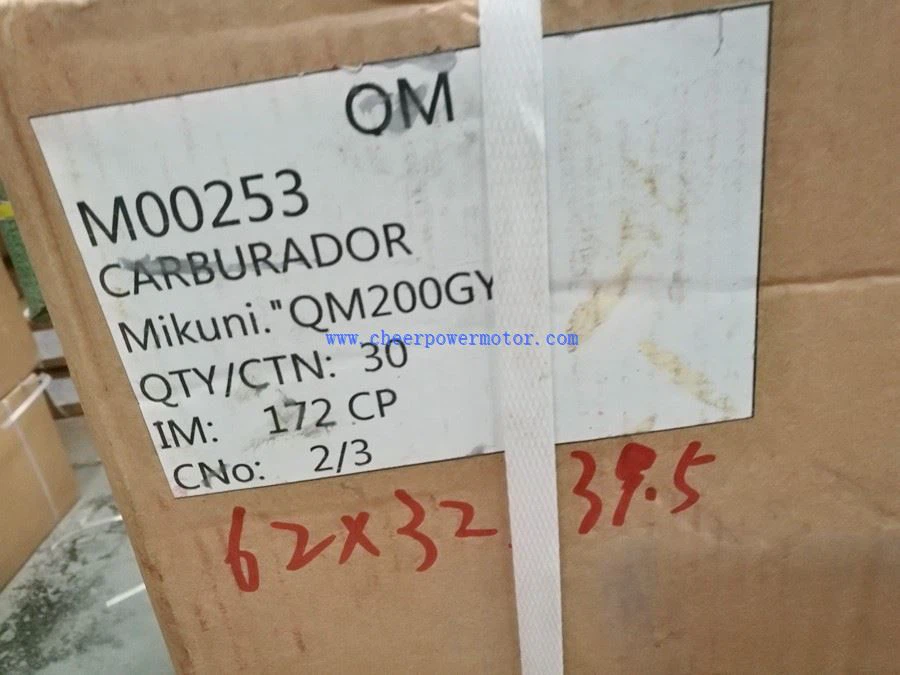 QM
M00253
CARBURADOR
Mikuni."QM200GY
www.cheerpowermotor.com
QTY/CTN: 30
IM: 172 CP
CNo: 2/3
62x32 39.5